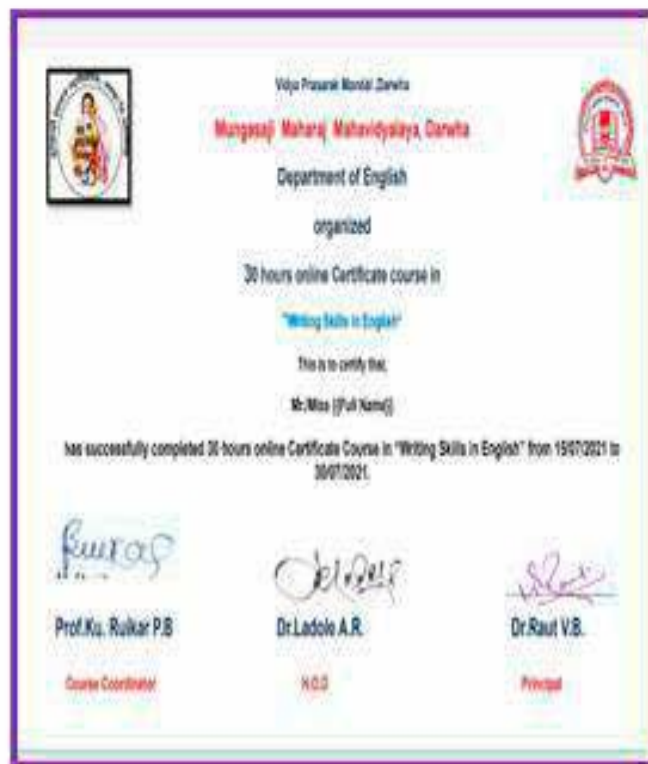 Vidya Prasarak Mandal ,Darwha
Mungasaji Maharaj Mahavidyalaya, Darwha
Department of English
organized
30 hours online Certificate course in
"Writing Skills in English"
This is to certify that,
Mr./Miss {{Full Name}}
has successfully completed 30-hours online Certificate Course in "Writing Skills in English" from 15/07/2021 to
30/07/2021.
Prof.Ku. Ruikar P.B Dr.Ladole A.R. Dr.Raut V.B.
Course Coordinator H.O.D Principal